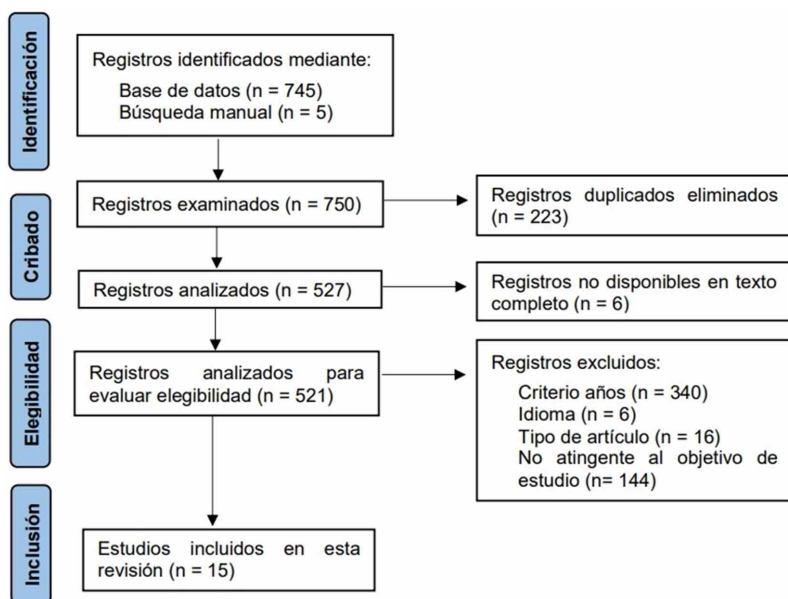 Identificación
Registros identificados mediante:
Base de datos (n = 745)
Búsqueda manual (n = 5)
Cribado
Registros examinados (n = 750)
Registros duplicados eliminados
(n = 223)
Registros analizados (n = 527)
Registros no disponibles en texto
completo (n = 6)
Elegibilidad
Registros analizados para
evaluar elegibilidad (n = 521)
Registros excluidos:
Criterio años (n = 340)
Idioma (n = 6)
Tipo de artículo (n = 16)
No atingente al objetivo de
estudio (n= 144)
Inclusión
Estudios incluidos en esta
revisión (n = 15)